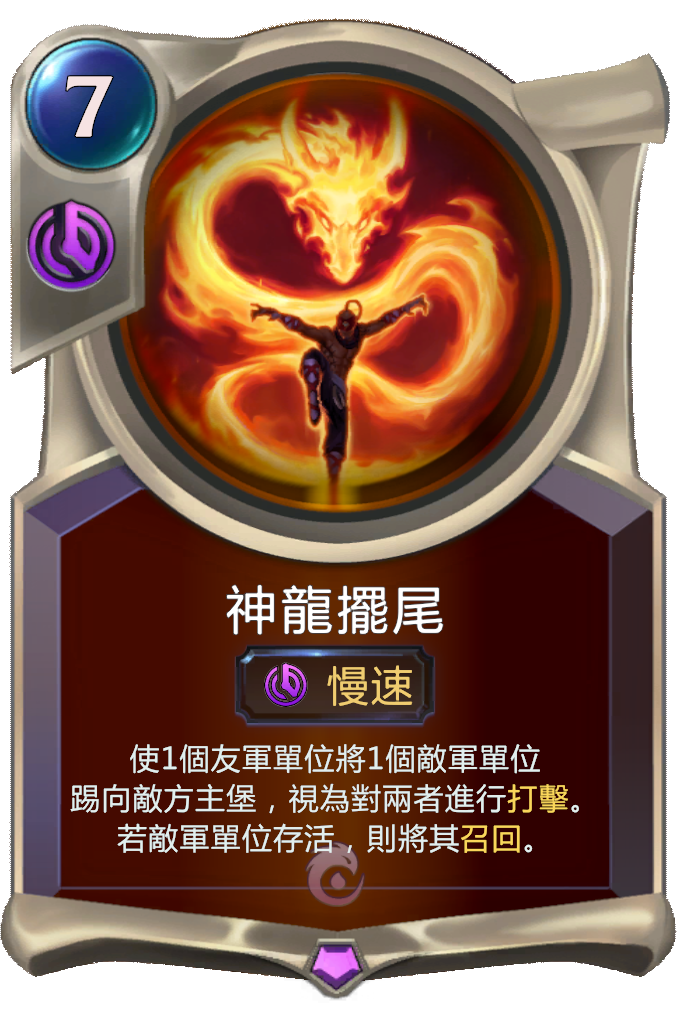 7
神龍擺尾
慢速
使1個友軍單位將1個敵軍單位
踢向敵方主堡，視為對兩者進行打擊。
若敵軍單位存活，則將其召回。